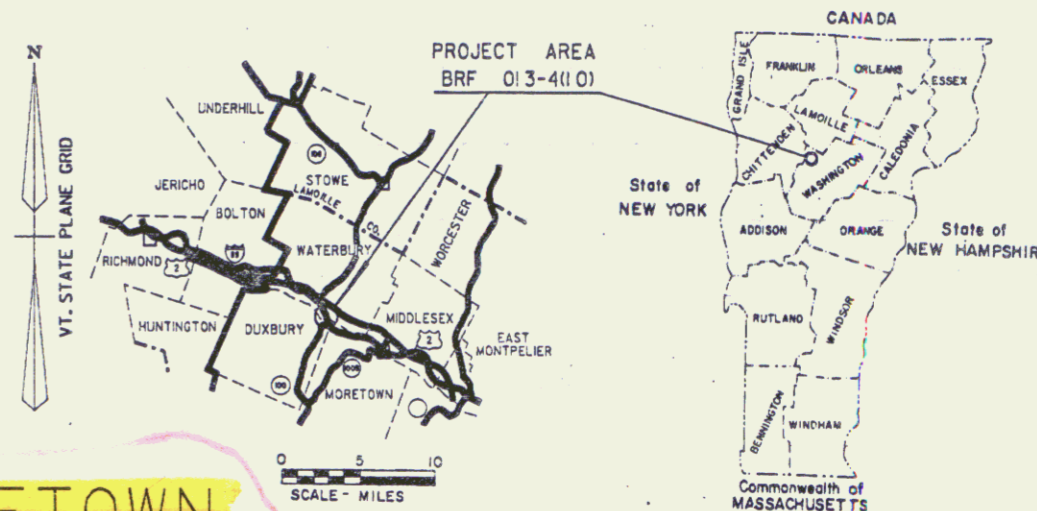 CANADA
PROJECT AREA
BRF 013-4(10)
N
VT. STATE PLANE GRID
UNDERHILL
100
STOWE
LAMOILLE
CO.
JERICHO
BOLTON
WATERBURY
WORCESTER
RICHMOND
2
89
HUNTINGTON
DUXBURY
MIDDLESEX
2
EAST
MONTPELIER
100
100B
MORETOWN
0 5 10
SCALE - MILES
GRAND ISLE
FRANKLIN
ORLEANS
ESSEX
LAMOILLE
CHITTENDEN
CALEDONIA
WASHINGTON
State of
NEW YORK
ADDISON
ORANGE
State of
NEW HAMPSHIRE
RUTLAND
WINDSOR
BENNINGTON
WINDHAM
Commonwealth of
MASSACHUSETTS
ETOWN